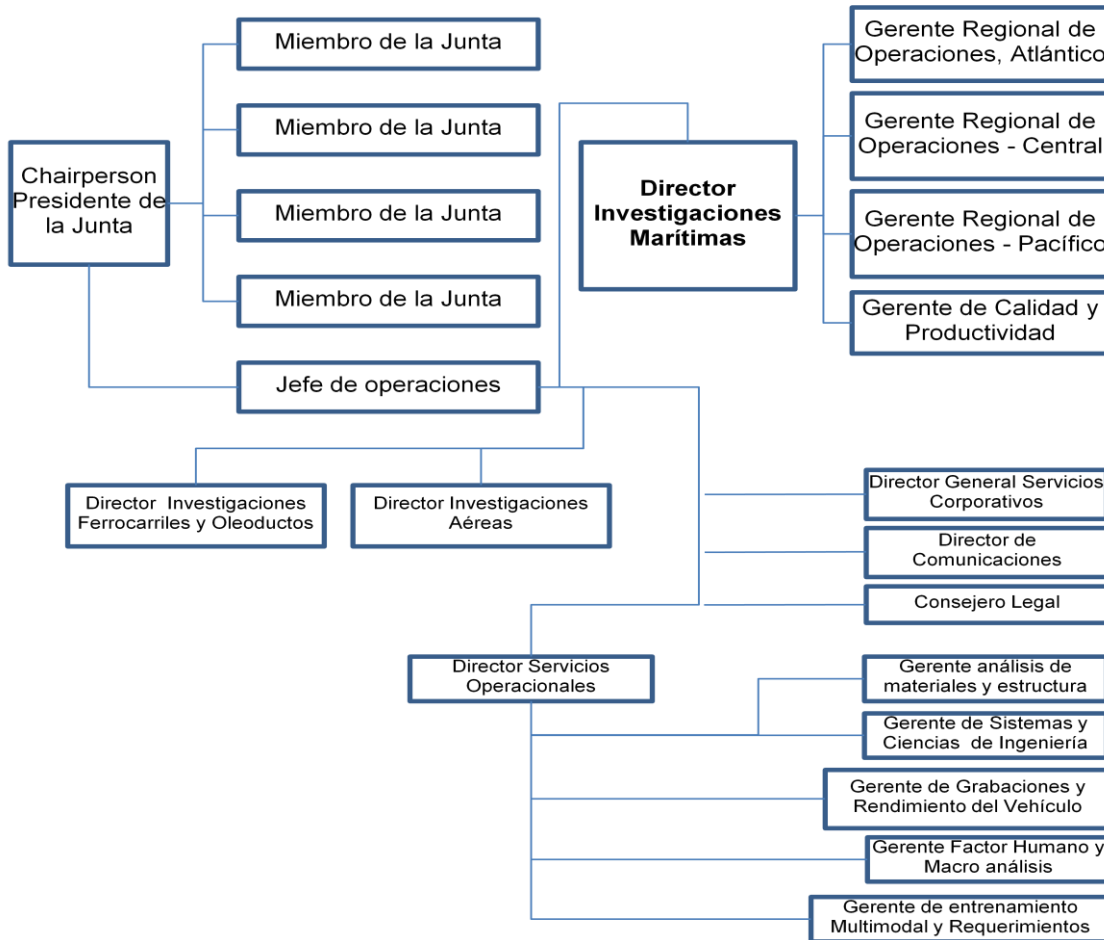 Chairperson
Presidente de
la Junta
Miembro de la Junta
Miembro de la Junta
Miembro de la Junta
Miembro de la Junta
Jefe de operaciones
Director
Investigaciones
Marítimas
Gerente Regional de
Operaciones, Atlántico
Gerente Regional de
Operaciones - Central
Gerente Regional de
Operaciones - Pacífico
Gerente de Calidad y
Productividad
Director Investigaciones
Ferrocarriles y Oleoductos
Director Investigaciones
Aéreas
Director General Servicios
Corporativos
Director de
Comunicaciones
Consejero Legal
Director Servicios
Operacionales
Gerente análisis de
materiales y estructura
Gerente de Sistemas y
Ciencias de Ingeniería
Gerente de Grabaciones y
Rendimiento del Vehículo
Gerente Factor Humano y
Macro análisis
Gerente de entrenamiento
Multimodal y Requerimientos